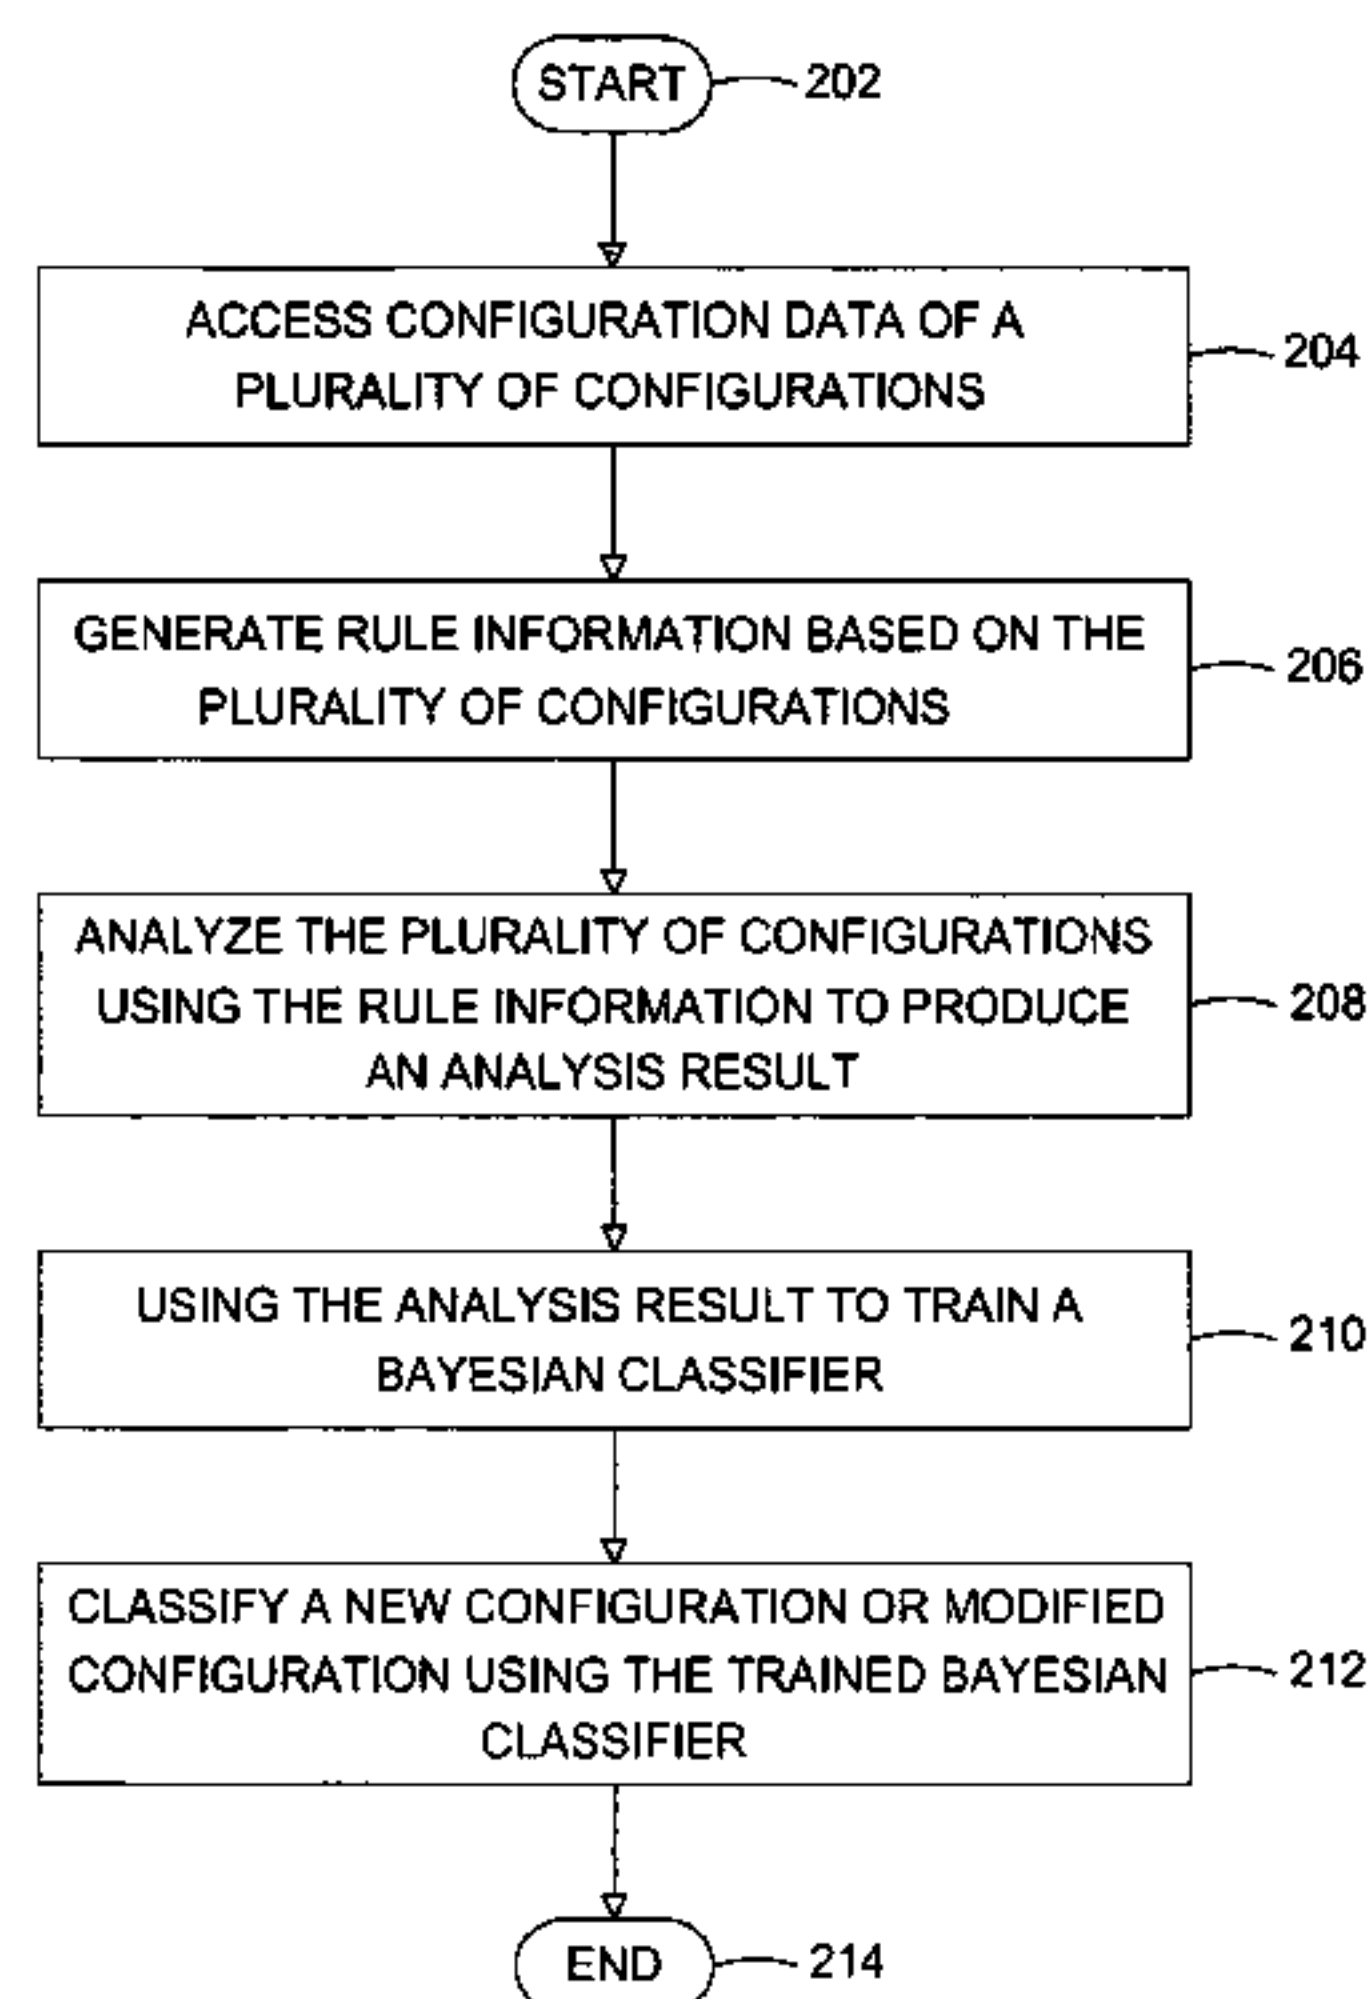 START
202
ACCESS CONFIGURATION DATA OF A
PLURALITY OF CONFIGURATIONS
204
GENERATE RULE INFORMATION BASED ON THE
PLURALITY OF CONFIGURATIONS
206
ANALYZE THE PLURALITY OF CONFIGURATIONS
USING THE RULE INFORMATION TO PRODUCE
AN ANALYSIS RESULT
208
USING THE ANALYSIS RESULT TO TRAIN A
BAYESIAN CLASSIFIER
210
CLASSIFY A NEW CONFIGURATION OR MODIFIED
CONFIGURATION USING THE TRAINED BAYESIAN
CLASSIFIER
212
END
214